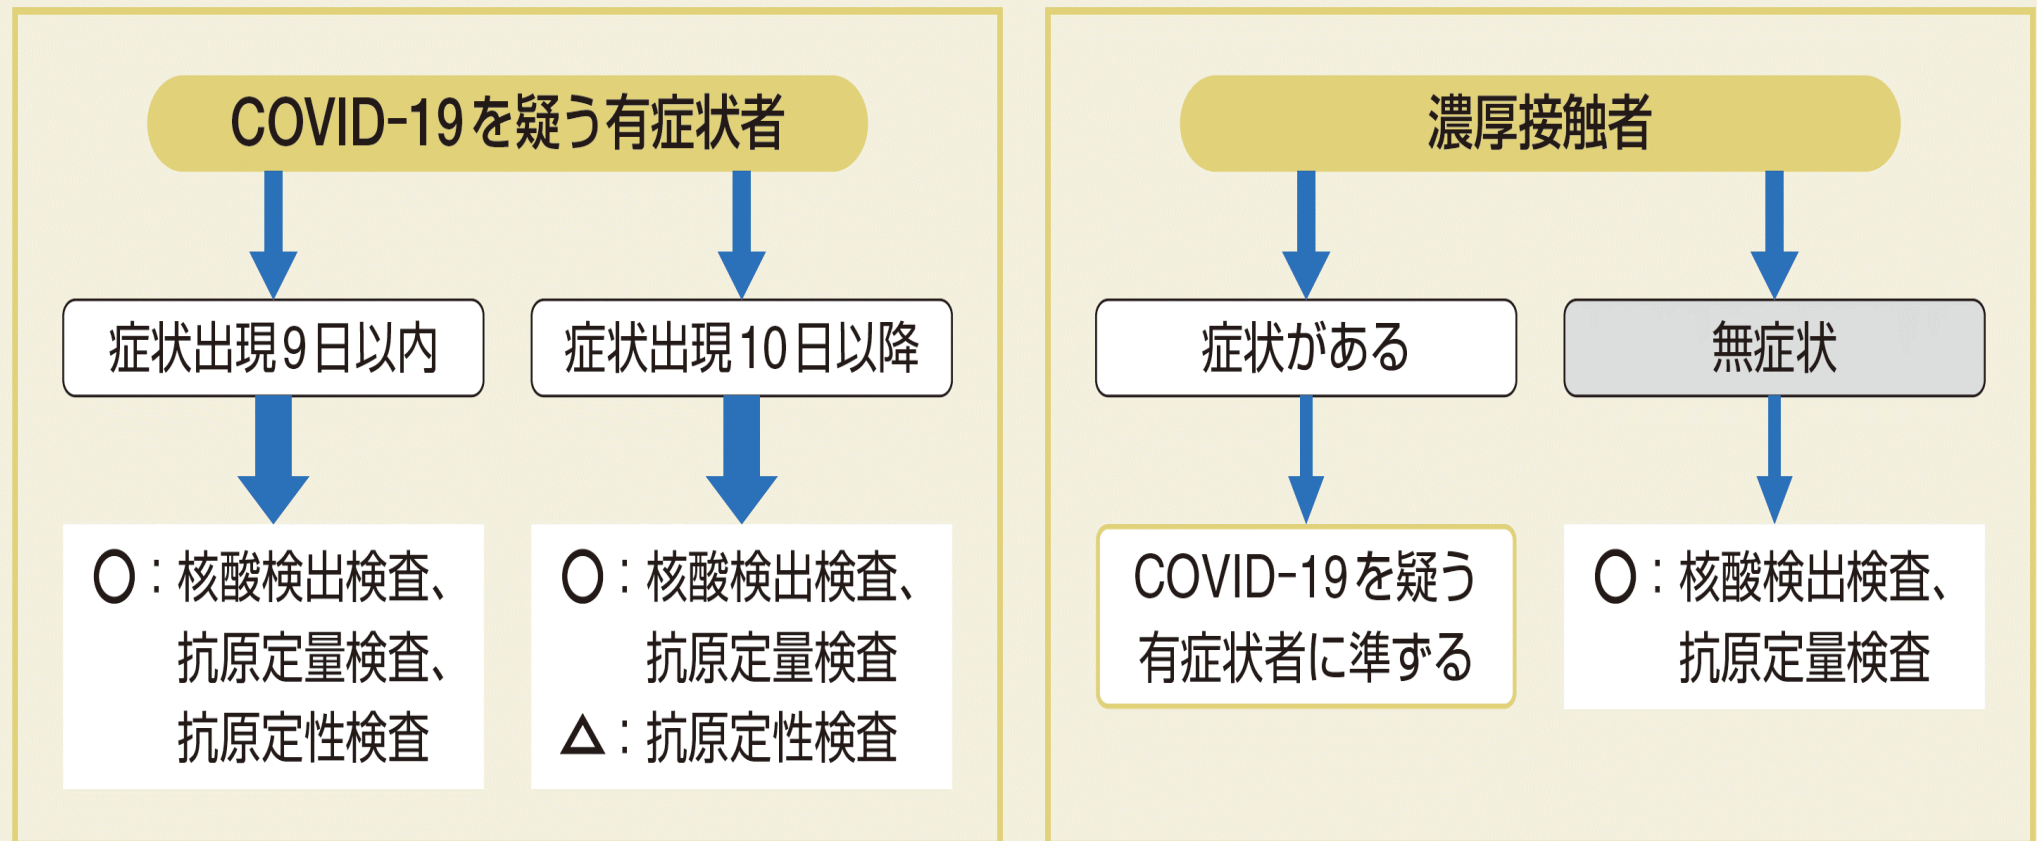 COVID-19を疑う有症状者
症状出現9日以内
症状出現10日以降
○：核酸検出検査、
抗原定量検査、
抗原定性検査
○：核酸検出検査、
抗原定量検査
△：抗原定性検査
濃厚接触者
症状がある
無症状
COVID-19を疑う
有症状者に準ずる
○：核酸検出検査、
抗原定量検査